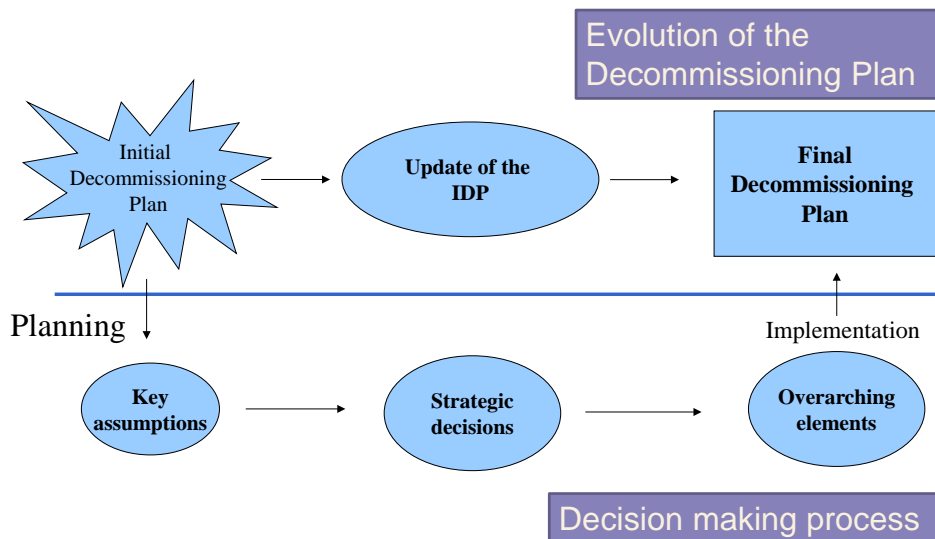 Evolution of the
Decommissioning Plan
Initial
Decommissioning
Plan
Update of the
IDP
Final
Decommissioning
Plan
Planning
Implementation
Key
assumptions
Strategic
decisions
Overarching
elements
Decision making process